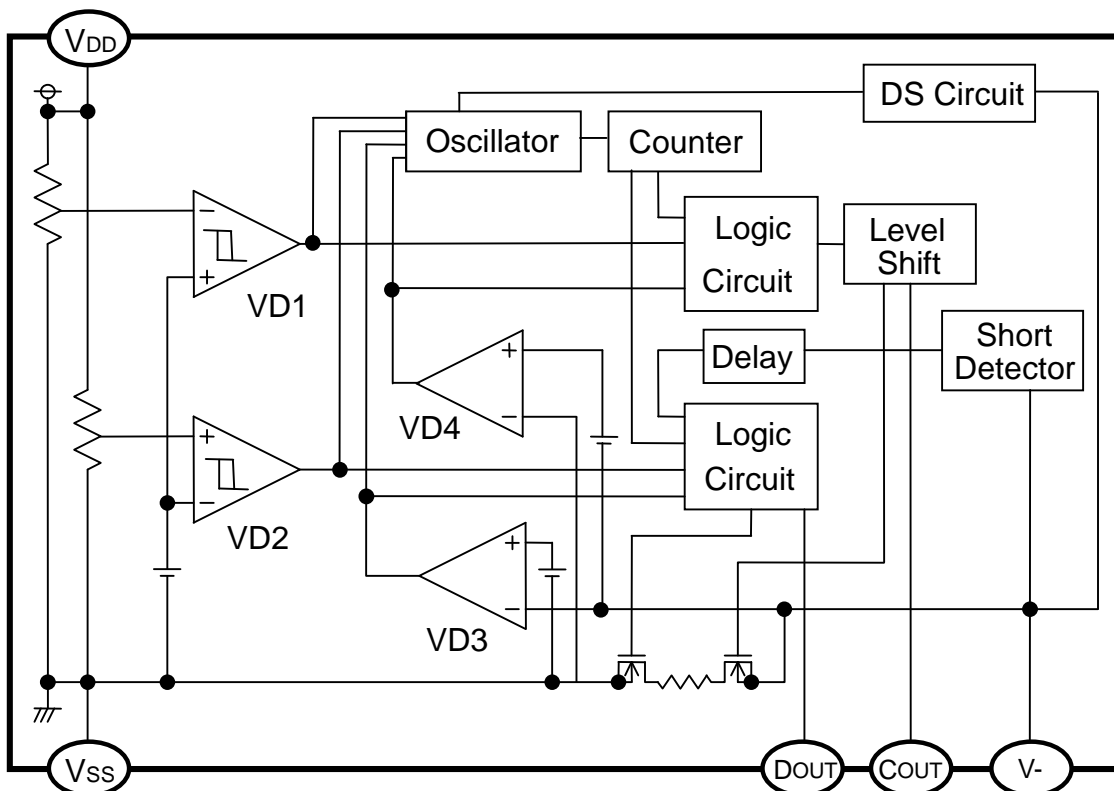 VDD
DS Circuit
Oscillator
Counter
−
+
VD1
Logic
Circuit
Level
Shift
Short
Detector
Delay
+
−
VD4
+
−
VD2
Logic
Circuit
+
−
VD3
VSS
DOUT
COUT
V-